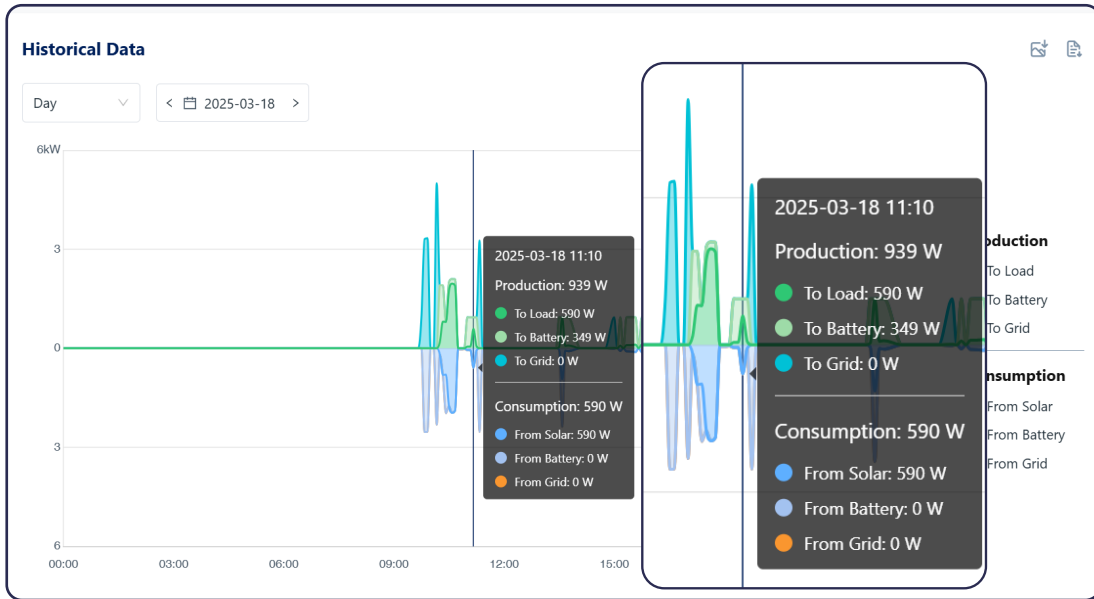 Historical Data
Day
2025-03-18
6kW
3
0
3
6
00:00
03:00
06:00
09:00
12:00
15:00
2025-03-18 11:10
Production: 939 W
To Load: 590 W
To Battery: 349 W
To Grid: 0 W
Consumption: 590 W
From Solar: 590 W
From Battery: 0 W
From Grid: 0 W
2025-03-18 11:10
Production: 939 W
To Load: 590 W
To Battery: 349 W
To Grid: 0 W
Consumption: 590 W
From Solar: 590 W
From Battery: 0 W
From Grid: 0 W
oduction
To Load
To Battery
To Grid
nsumption
From Solar
From Battery
From Grid